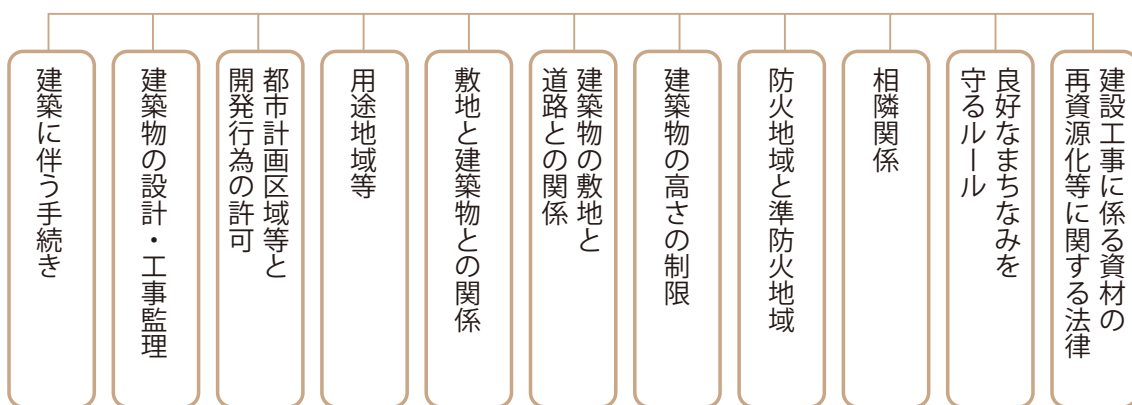 建築に伴う手続き
建築物の設計・工事監理
都市計画区域等と
開発行為の許可
用途地域等
敷地と建築物との関係
建築物の敷地と
道路との関係
建築物の高さの制限
防火地域と準防火地域
相隣関係
良好なまちなみを
守るルール
建設工事に係る資材の
再資源化等に関する法律